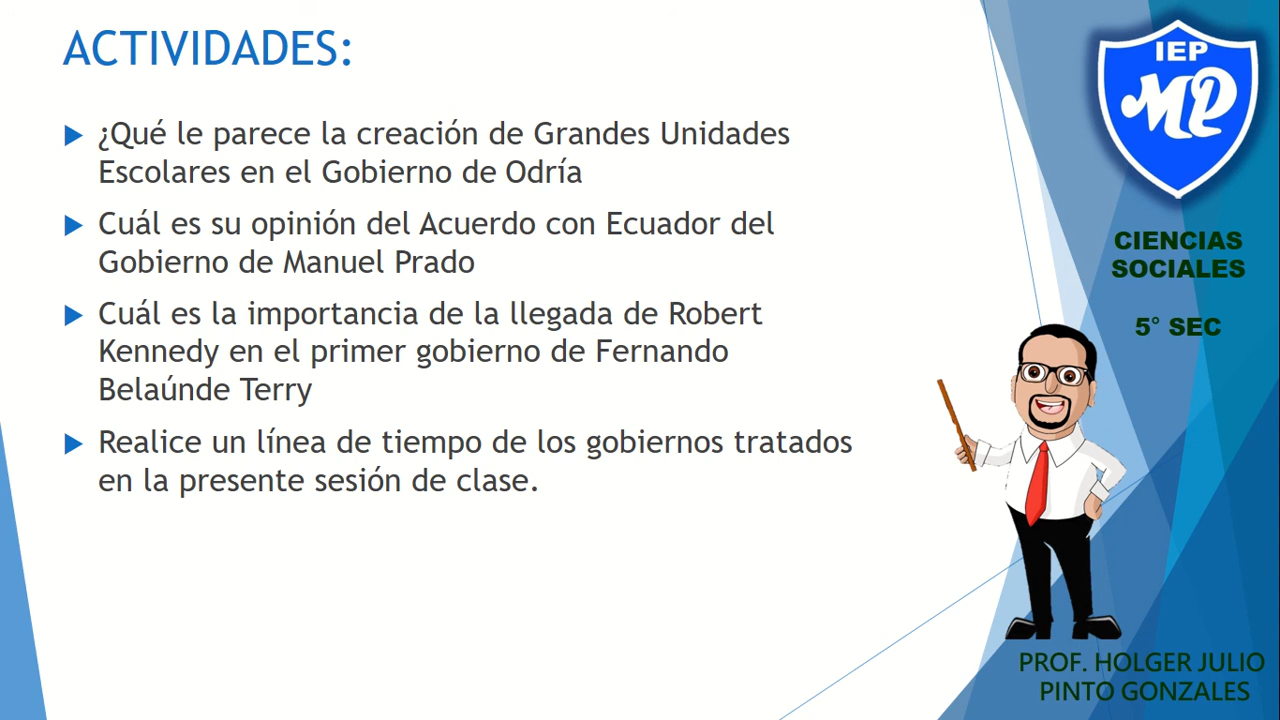 ACTIVIDADES:
¿Qué le parece la creación de Grandes Unidades
Escolares en el Gobierno de Odría
Cuál es su opinión del Acuerdo con Ecuador del
Gobierno de Manuel Prado
Cuál es la importancia de la llegada de Robert
Kennedy en el primer gobierno de Fernando
Belaúnde Terry
Realice un línea de tiempo de los gobiernos tratados
en la presente sesión de clase.
IEP
MP
CIENCIAS
SOCIALES
5° SEC
PROF. HOLGER JULIO
PINTO GONZALES